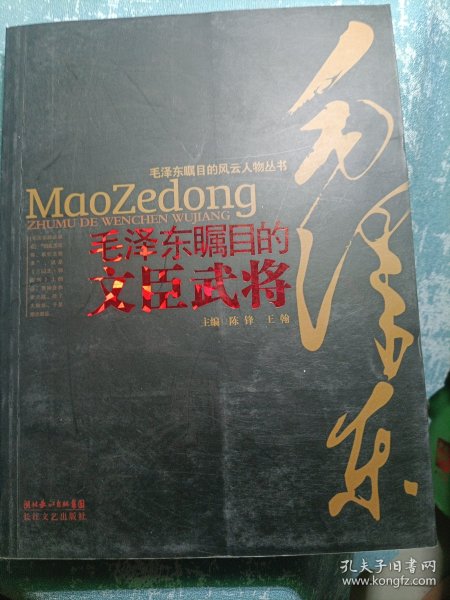 毛泽东
毛泽东瞩目的风云人物丛书
MaoZedong
ZHUMU DE WENCHEN WUJIANG
毛泽东瞩目的
文臣武将
主编 陈锋 王翰
长江文艺出版社
孔夫子旧书网
www.kongfz.com